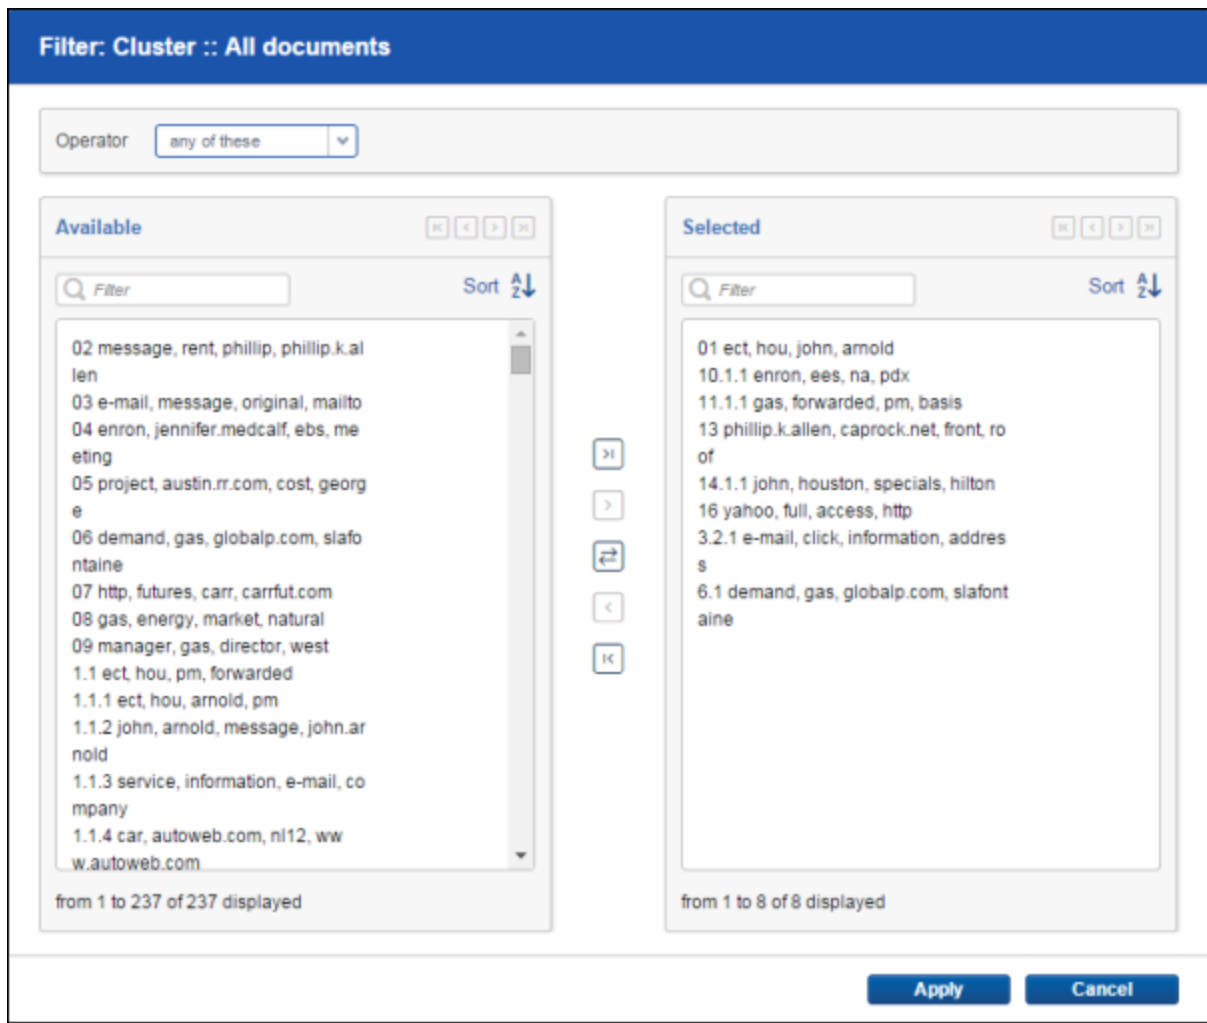 Filter: Cluster :: All documents
Operator
any of these
Available
Filter
Sort
A
Z
02 message, rent, phillip, phillip.k.al
len
03 e-mail, message, original, mailto
04 enron, jennifer.medcalf, ebs, me
eting
05 project, austin.rr.com, cost, georg
e
06 demand, gas, globalp.com, slafo
ntaine
07 http, futures, carr, carrfut.com
08 gas, energy, market, natural
09 manager, gas, director, west
1.1 ect, hou, pm, forwarded
1.1.1 ect, hou, arnold, pm
1.1.2 john, arnold, message, john.ar
nold
1.1.3 service, information, e-mail, co
mpany
1.1.4 car, autoweb.com, nl12, ww
w.autoweb.com
from 1 to 237 of 237 displayed
Selected
Filter
Sort
A
Z
01 ect, hou, john, arnold
10.1.1 enron, ees, na, pdx
11.1.1 gas, forwarded, pm, basis
13 phillip.k.allen, caprock.net, front, ro
of
14.1.1 john, houston, specials, hilton
16 yahoo, full, access, http
3.2.1 e-mail, click, information, addres
s
6.1 demand, gas, globalp.com, slafont
aine
from 1 to 8 of 8 displayed
Apply
Cancel